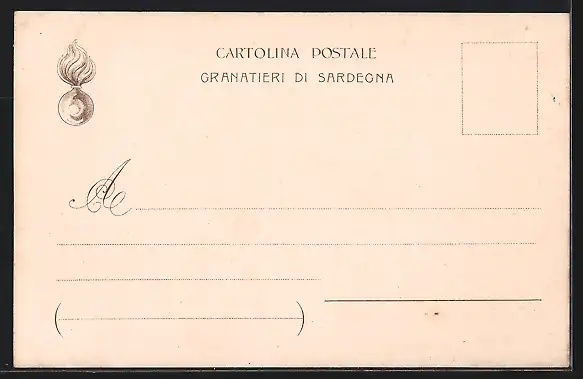 CARTOLINA POSTALE
GRANATIERI DI SARDEGNA
A